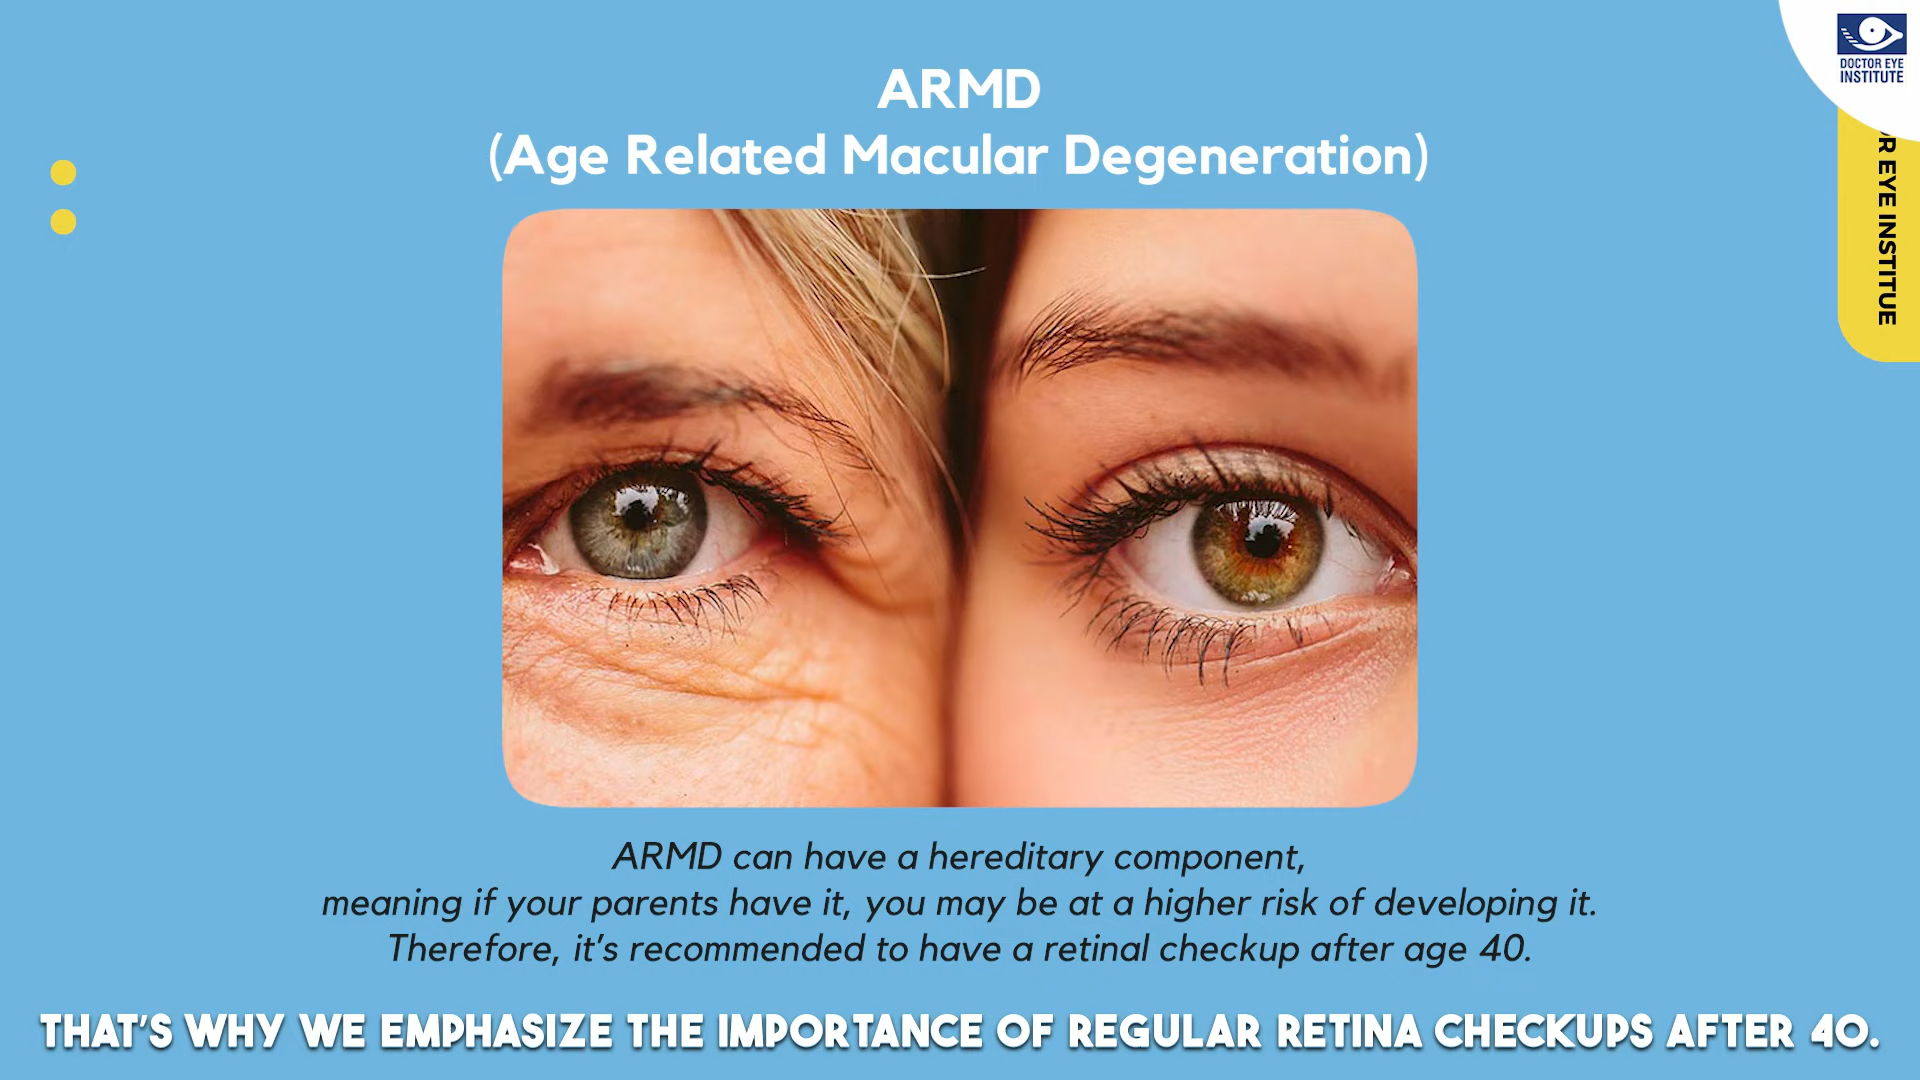 DOCTOR EYE
INSTITUTE
ARMD
(Age Related Macular Degeneration)
R EYE INSTITUE
ARMD can have a hereditary component,
meaning if your parents have it, you may be at a higher risk of developing it.
Therefore, it's recommended to have a retinal checkup after age 40.
THAT'S WHY WE EMPHASIZE THE IMPORTANCE OF REGULAR RETINA CHECKUPS AFTER 40.